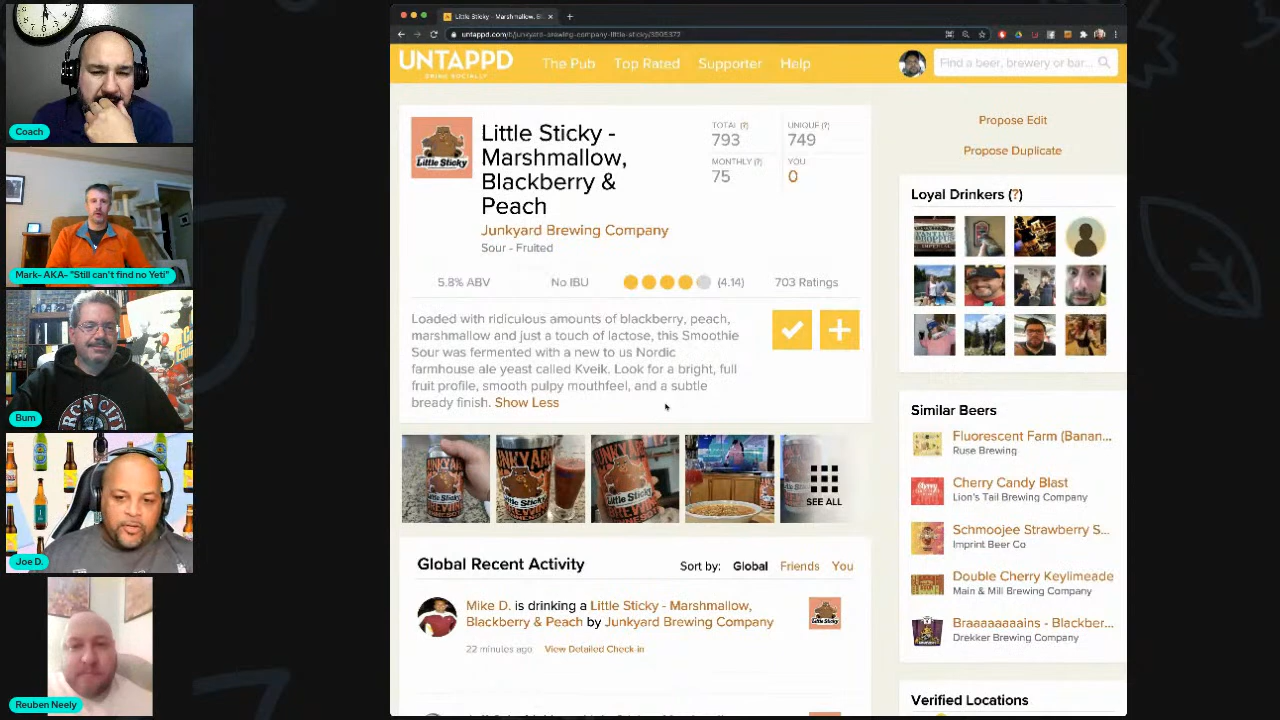 Coach
Mark- AKA- "Still can't find no Yeti"
Bum
Joe D.
Reuben Neely
Little Sticky - Marshmallow, Bl
untappd.com/b/junkyard-brewing-company-little-sticky/3905377
UNTAPPD
DRINK SOCIALLY
The Pub Top Rated Supporter Help
Find a beer, brewery or bar...
Little Sticky
Little Sticky -
Marshmallow,
Blackberry &
Peach
Junkyard Brewing Company
Sour - Fruited
TOTAL (?)
793
UNIQUE (?)
749
MONTHLY (?)
75
YOU
0
5.8% ABV No IBU (4.14) 703 Ratings
Loaded with ridiculous amounts of blackberry, peach,
marshmallow and just a touch of lactose, this Smoothie
Sour was fermented with a new to us Nordic
farmhouse ale yeast called Kveik. Look for a bright, full
fruit profile, smooth pulpy mouthfeel, and a subtle
bready finish. Show Less
SEE ALL
Global Recent Activity
Sort by: Global Friends You
Mike D. is drinking a Little Sticky - Marshmallow,
Blackberry & Peach by Junkyard Brewing Company
22 minutes ago View Detailed Check-in
Little Sticky
Propose Edit
Propose Duplicate
Loyal Drinkers (?)
Similar Beers
Fluorescent Farm (Banan...
Ruse Brewing
Cherry Candy Blast
Lion's Tail Brewing Company
Schmoojee Strawberry S...
Imprint Beer Co
Double Cherry Keylimeade
Main & Mill Brewing Company
Braaaaaaains - Blackber...
Drekker Brewing Company
Verified Locations